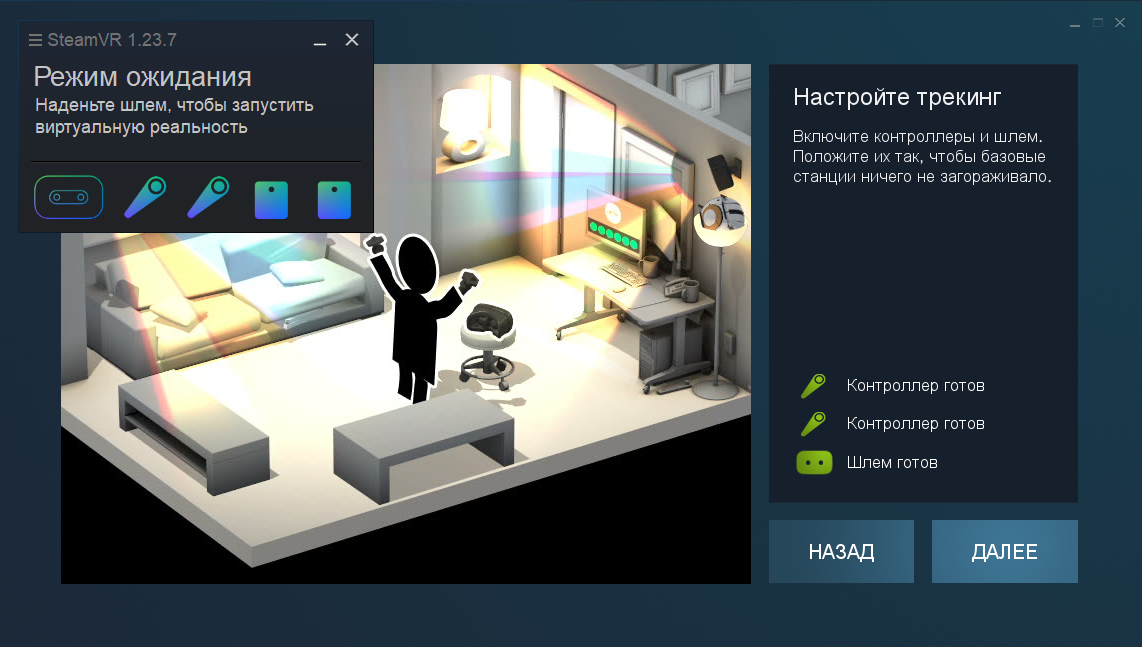 SteamVR 1.23.7
Режим ожидания
Наденьте шлем, чтобы запустить
виртуальную реальность
Настройте трекинг
Включите контроллеры и шлем.
Положите их так, чтобы базовые
станции ничего не загораживало.
Контроллер готов
Контроллер готов
Шлем готов
НАЗАД
ДАЛЕЕ